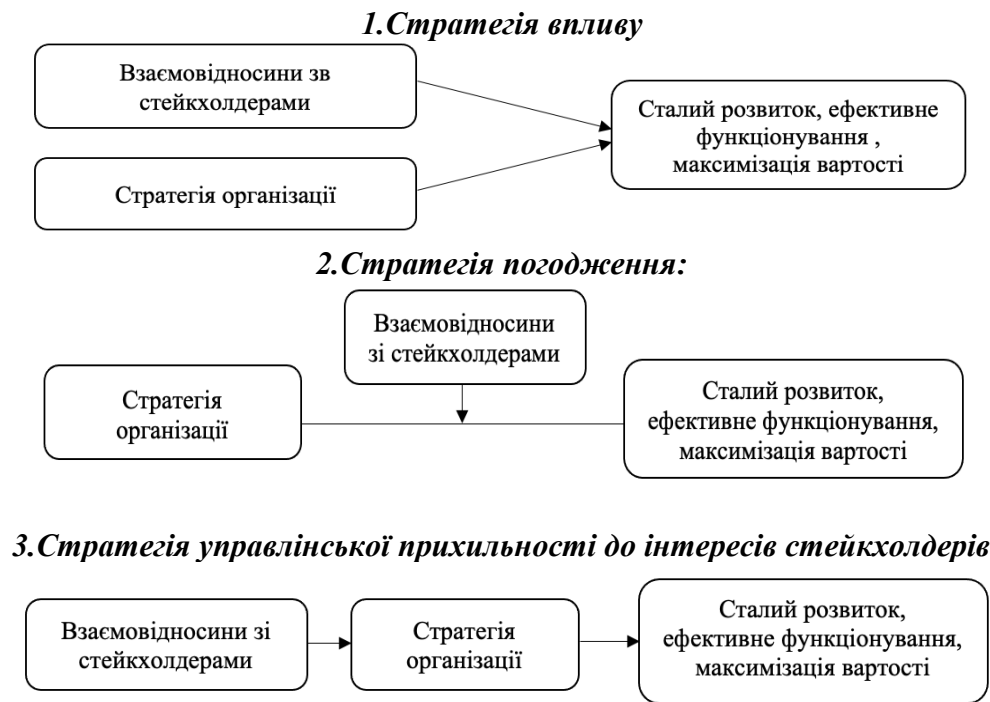 1.Стратегія впливу
Взаємовідносини зв
стейкхолдерами
Сталий розвиток, ефективне
функціонування ,
максимізація вартості
Стратегія організації
2.Стратегія погодження:
Взаємовідносини
зі стейкхолдерами
Стратегія
організації
Сталий розвиток,
ефективне функціонування,
максимізація вартості
3.Стратегія управлінської прихильності до інтересів стейкхолдерів
Взаємовідносини зі
стейкхолдерами
Стратегія
організації
Сталий розвиток,
ефективне функціонування,
максимізація вартості